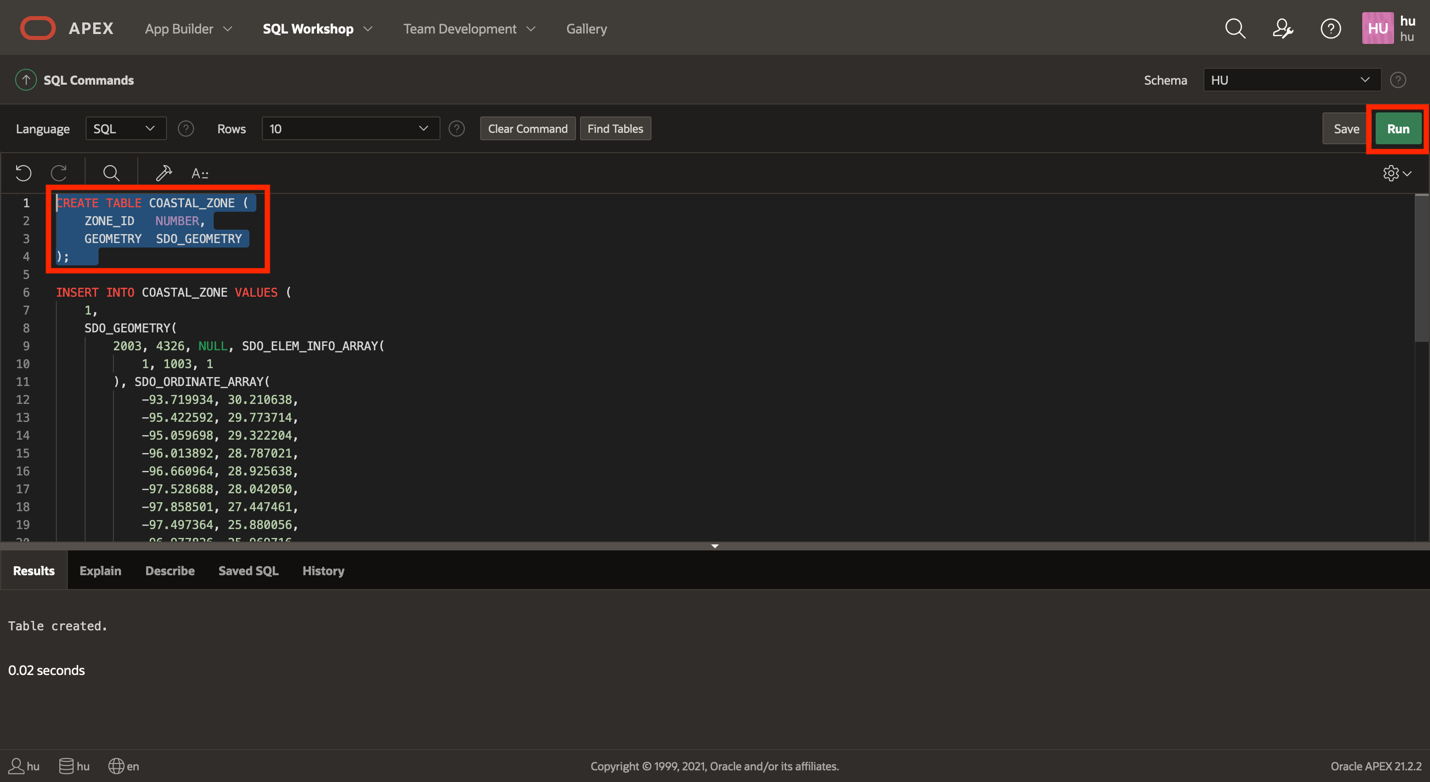 APEX App Builder SQL Workshop Team Development Gallery HU hu
hu
SQL Commands Schema HU
Language SQL Rows 10 Clear Command Find Tables Save Run
A::
1 CREATE TABLE COASTAL_ZONE (
2 ZONE_ID NUMBER,
3 GEOMETRY SDO_GEOMETRY
4 );
5
6 INSERT INTO COASTAL_ZONE VALUES (
7 1,
8 SDO_GEOMETRY(
9 2003, 4326, NULL, SDO_ELEM_INFO_ARRAY(
10 1, 1003, 1
11 ), SDO_ORDINATE_ARRAY(
12 -93.719934, 30.210638,
13 -95.422592, 29.773714,
14 -95.059698, 29.322204,
15 -96.013892, 28.787021,
16 -96.660964, 28.925638,
17 -97.528688, 28.042050,
18 -97.858501, 27.447461,
19 -97.497364, 25.880056,
20 -96.977826, 25.969716,
Results Explain Describe Saved SQL History
Table created.
0.02 seconds
hu hu en Copyright © 1999, 2021, Oracle and/or its affiliates. Oracle APEX 21.2.2